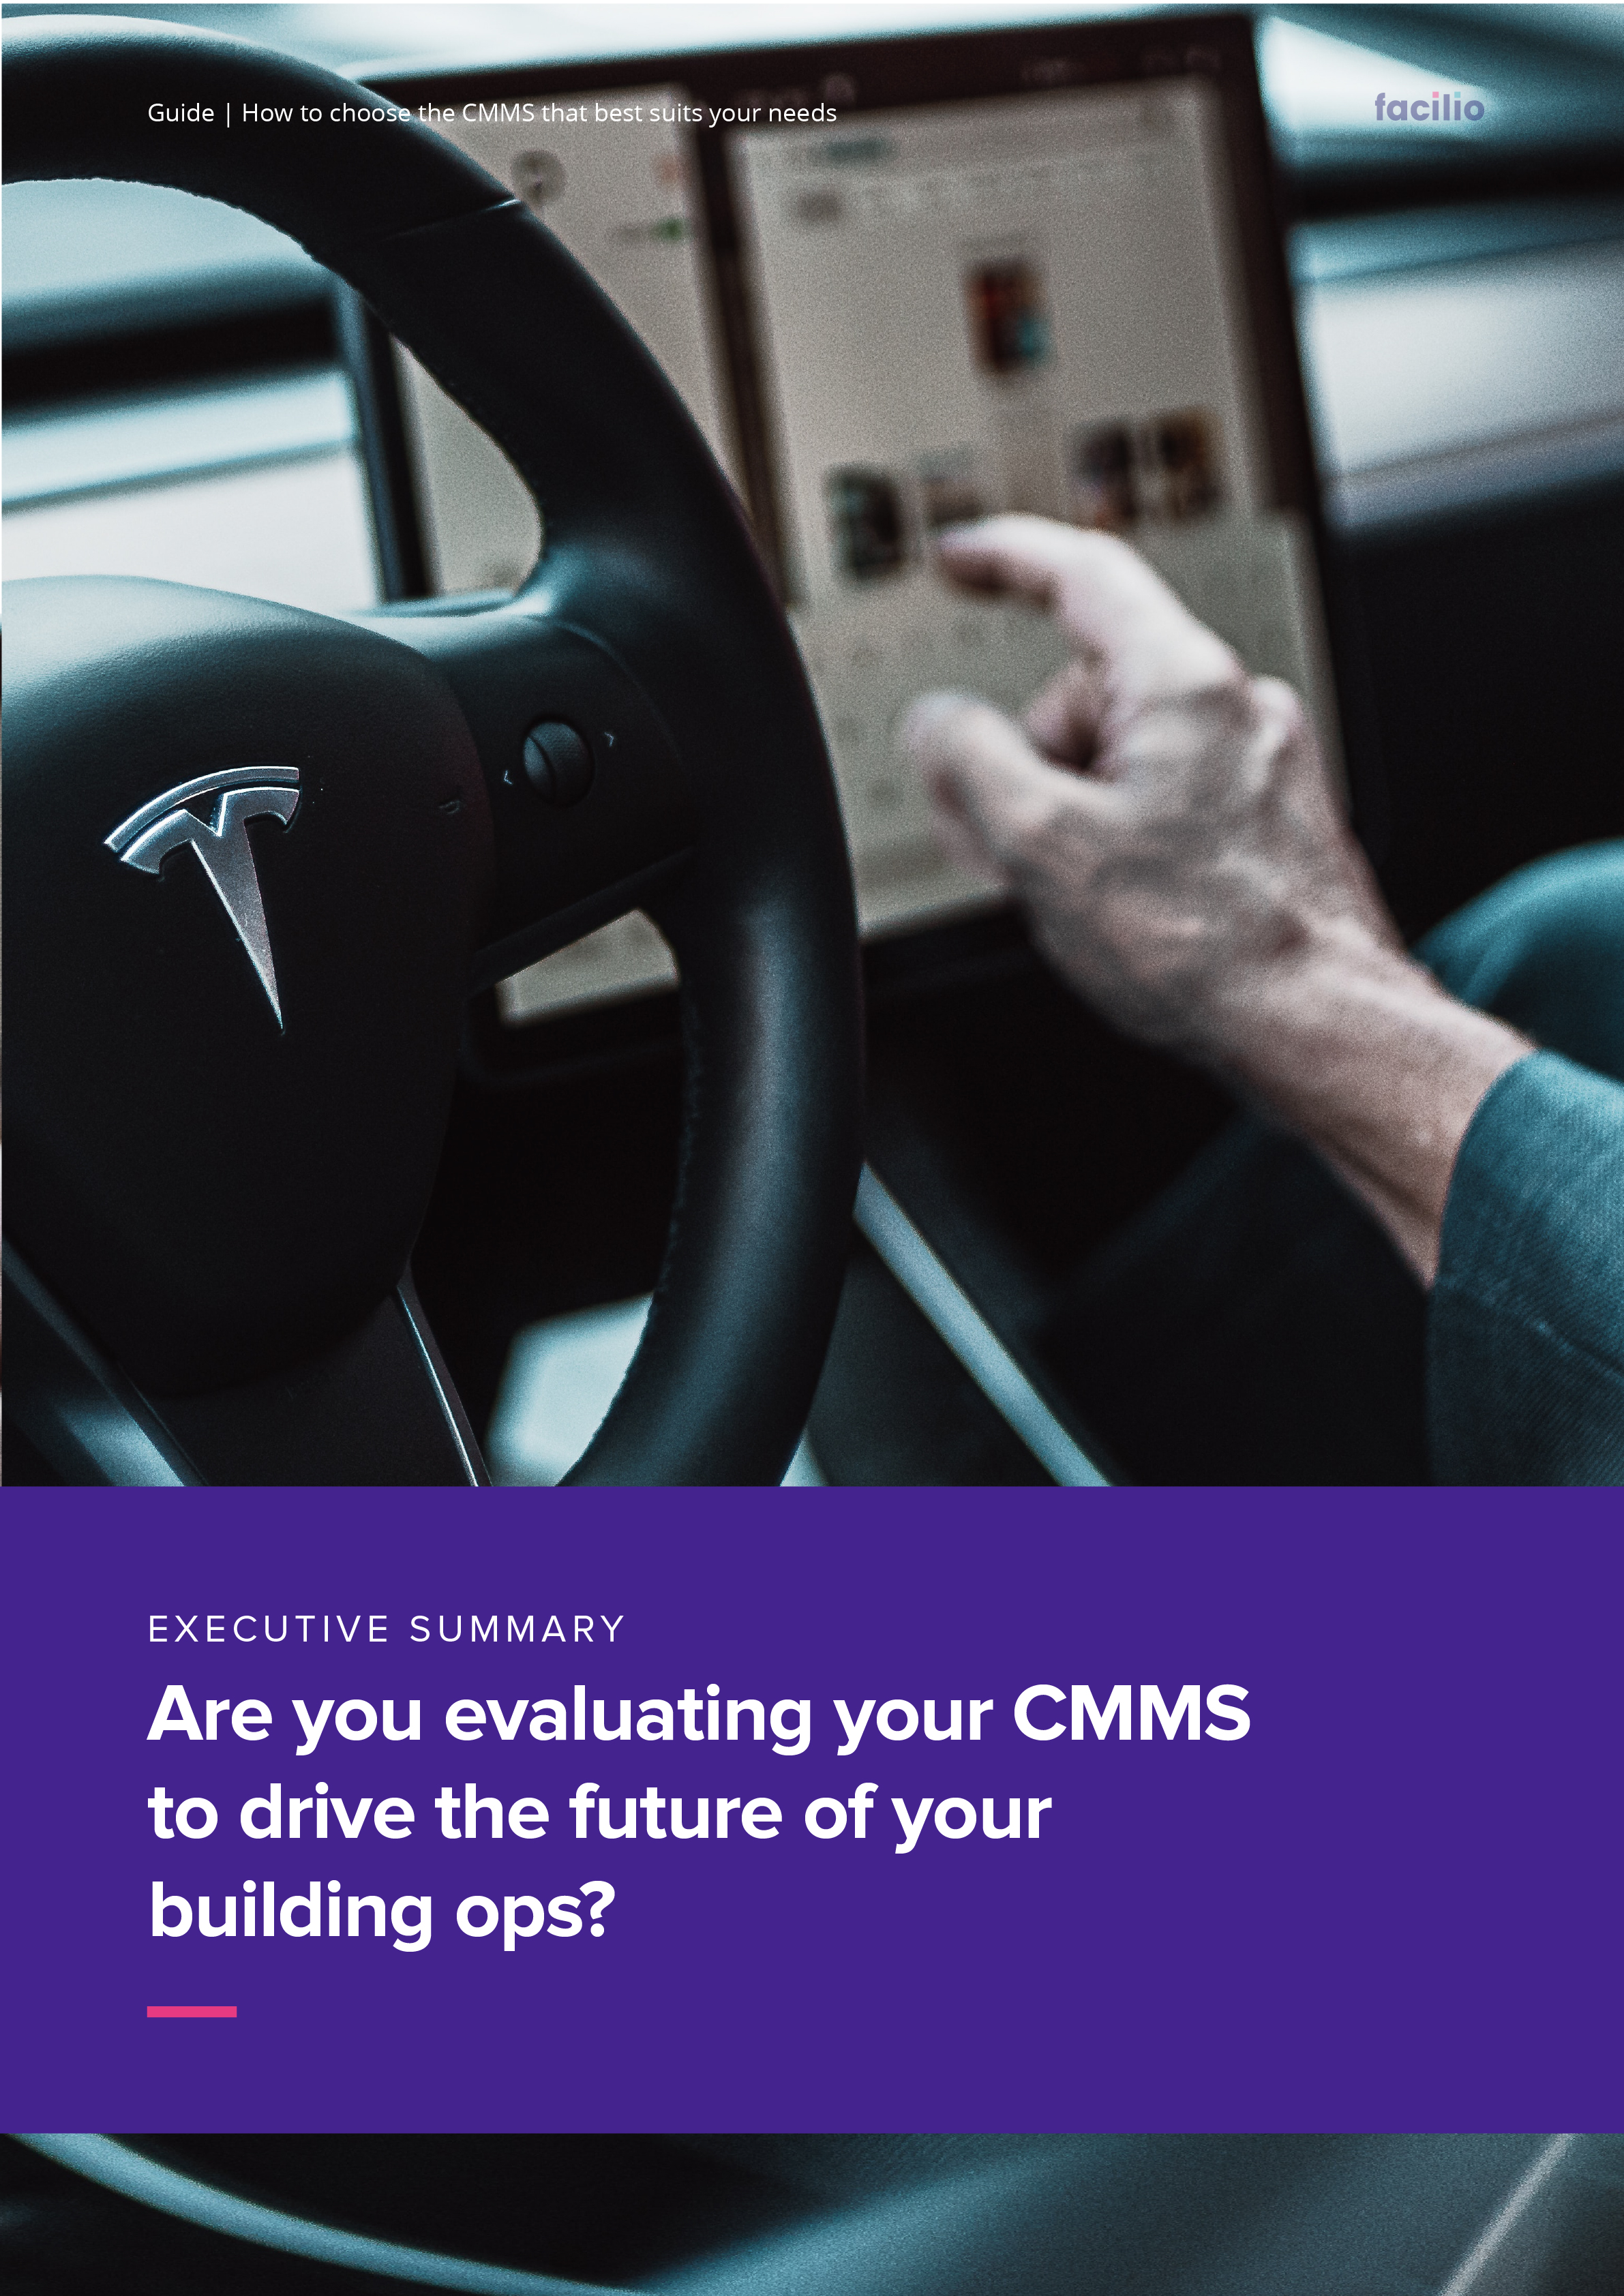 Guide | How to choose the CMMS that best suits your needs
facilio
EXECUTIVE SUMMARY
Are you evaluating your CMMS
to drive the future of your
building ops?